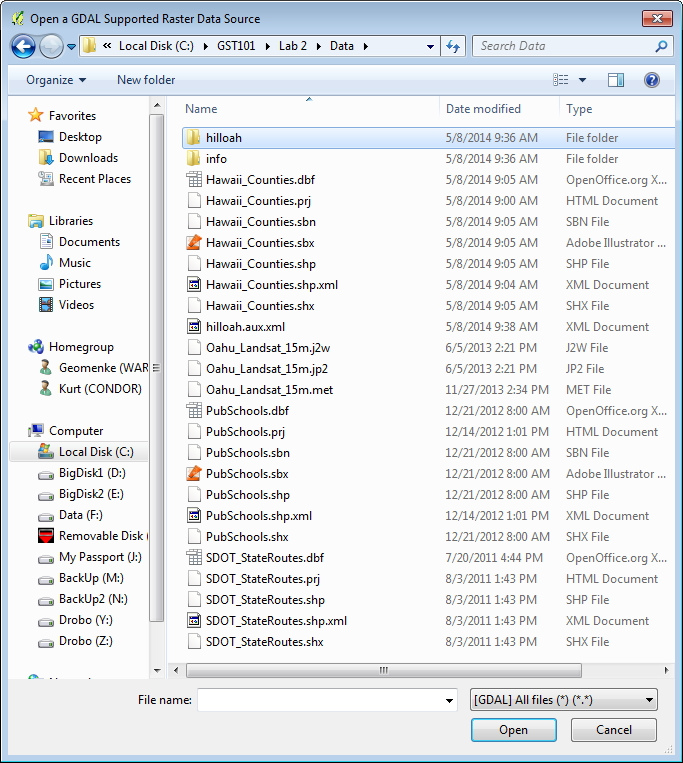 Open a GDAL Supported Raster Data Source
« Local Disk (C:) GST101 Lab 2 Data
Search Data
Organize New folder
Name Date modified Type
Favorites
Desktop
Downloads
Recent Places
Libraries
Documents
Music
Pictures
Videos
Homegroup
Geomenke (WAR
Kurt (CONDOR)
Computer
Local Disk (C:)
BigDisk1 (D:)
BigDisk2 (E:)
Data (F:)
Removable Disk (
My Passport (J:)
BackUp (M:)
BackUp2 (N:)
Drobo (Y:)
Drobo (Z:)
hilloah 5/8/2014 9:36 AM File folder
info 5/8/2014 9:36 AM File folder
Hawaii_Counties.dbf 5/8/2014 9:05 AM OpenOffice.org X...
Hawaii_Counties.prj 5/8/2014 9:00 AM HTML Document
Hawaii_Counties.sbn 5/8/2014 9:05 AM SBN File
Hawaii_Counties.sbx 5/8/2014 9:05 AM Adobe Illustrator ...
Hawaii_Counties.shp 5/8/2014 9:05 AM SHP File
Hawaii_Counties.shp.xml 5/8/2014 9:04 AM XML Document
Hawaii_Counties.shx 5/8/2014 9:05 AM SHX File
hilloah.aux.xml 5/8/2014 9:38 AM XML Document
Oahu_Landsat_15m.j2w 6/5/2013 2:21 PM J2W File
Oahu_Landsat_15m.jp2 6/5/2013 2:21 PM JP2 File
Oahu_Landsat_15m.met 11/27/2013 2:34 PM MET File
PubSchools.dbf 12/21/2012 8:00 AM OpenOffice.org X...
PubSchools.prj 12/14/2012 1:01 PM HTML Document
PubSchools.sbn 12/21/2012 8:00 AM SBN File
PubSchools.sbx 12/21/2012 8:00 AM Adobe Illustrator ...
PubSchools.shp 12/21/2012 8:00 AM SHP File
PubSchools.shp.xml 12/14/2012 1:01 PM XML Document
PubSchools.shx 12/21/2012 8:00 AM SHX File
SDOT_StateRoutes.dbf 7/20/2011 4:44 PM OpenOffice.org X...
SDOT_StateRoutes.prj 8/3/2011 1:43 PM HTML Document
SDOT_StateRoutes.shp 8/3/2011 1:43 PM SHP File
SDOT_StateRoutes.shp.xml 8/3/2011 1:43 PM XML Document
SDOT_StateRoutes.shx 8/3/2011 1:43 PM SHX File
File name:
[GDAL] All files (*) (*.*)
Open Cancel